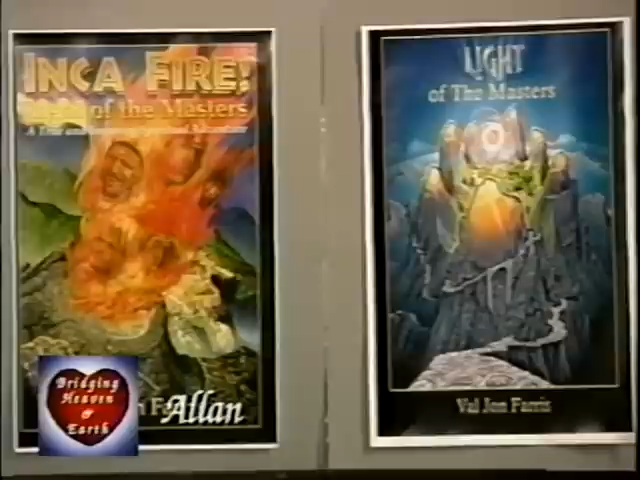 INCA FIRE!
of the Masters
Allan
Bridging
Heaven
&
Earth
LIGHT
of The Masters
Val Jon Farris